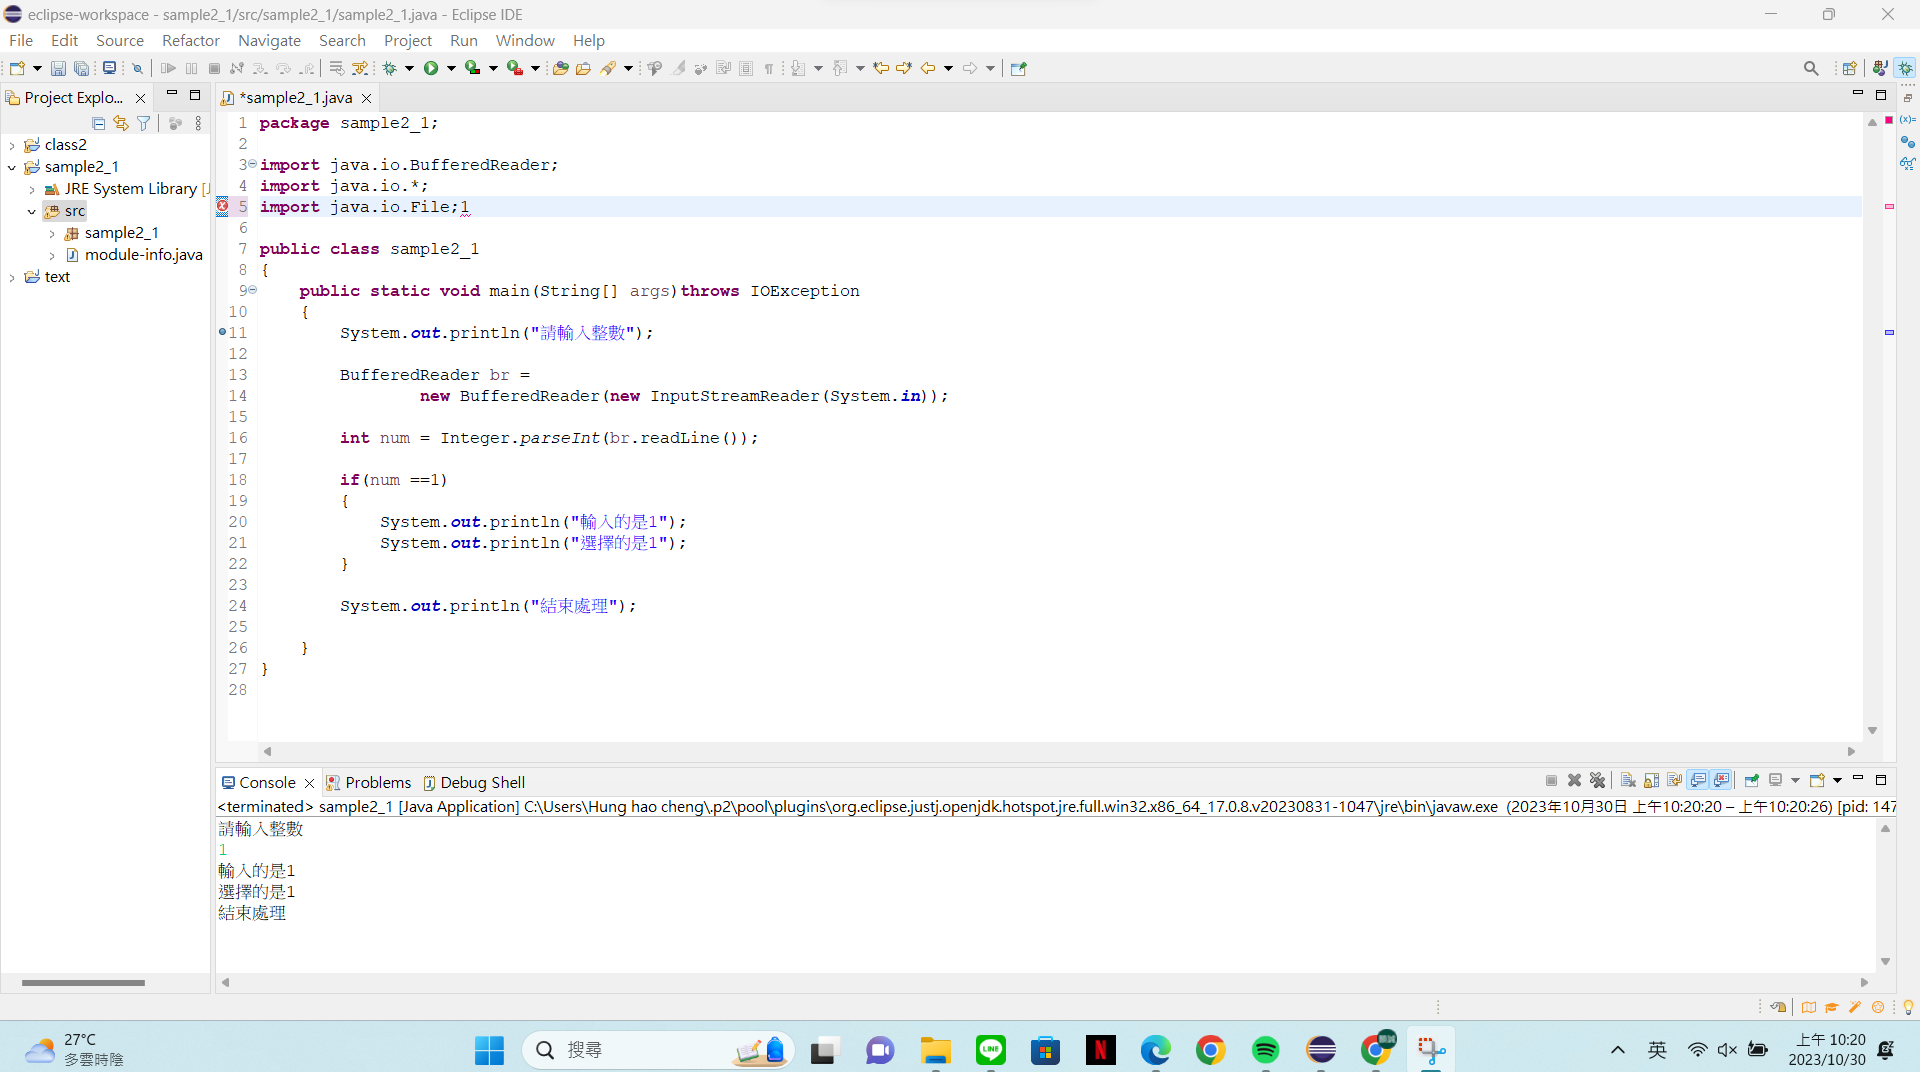 eclipse-workspace - sample2_1/src/sample2_1/sample2_1.java - Eclipse IDE
File Edit Source Refactor Navigate Search Project Run Window Help
Project Explo...
class2
sample2_1
JRE System Library [J
src
sample2_1
module-info.java
text
*sample2_1.java
1 package sample2_1;
2
3 import java.io.BufferedReader;
4 import java.io.*;
5 import java.io.File;1
6
7 public class sample2_1
8 {
9     public static void main(String[] args)throws IOException
10     {
11         System.out.println("請輸入整數");
12
13         BufferedReader br =
14                 new BufferedReader(new InputStreamReader(System.in));
15
16         int num = Integer.parseInt(br.readLine());
17
18         if(num ==1)
19         {
20             System.out.println("輸入的是1");
21             System.out.println("選擇的是1");
22         }
23
24         System.out.println("結束處理");
25
26     }
27 }
28
Console Problems Debug Shell
<terminated> sample2_1 [Java Application] C:\Users\Hung hao cheng\.p2\pool\plugins\org.eclipse.justj.openjdk.hotspot.jre.full.win32.x86_64_17.0.8.v20230831-1047\jre\bin\javaw.exe (2023年10月30日 上午10:20:20 – 上午10:20:26) [pid: 147
請輸入整數
1
輸入的是1
選擇的是1
結束處理
27°C
多雲時陰
搜尋
LINE
N
英
上午 10:20
2023/10/30